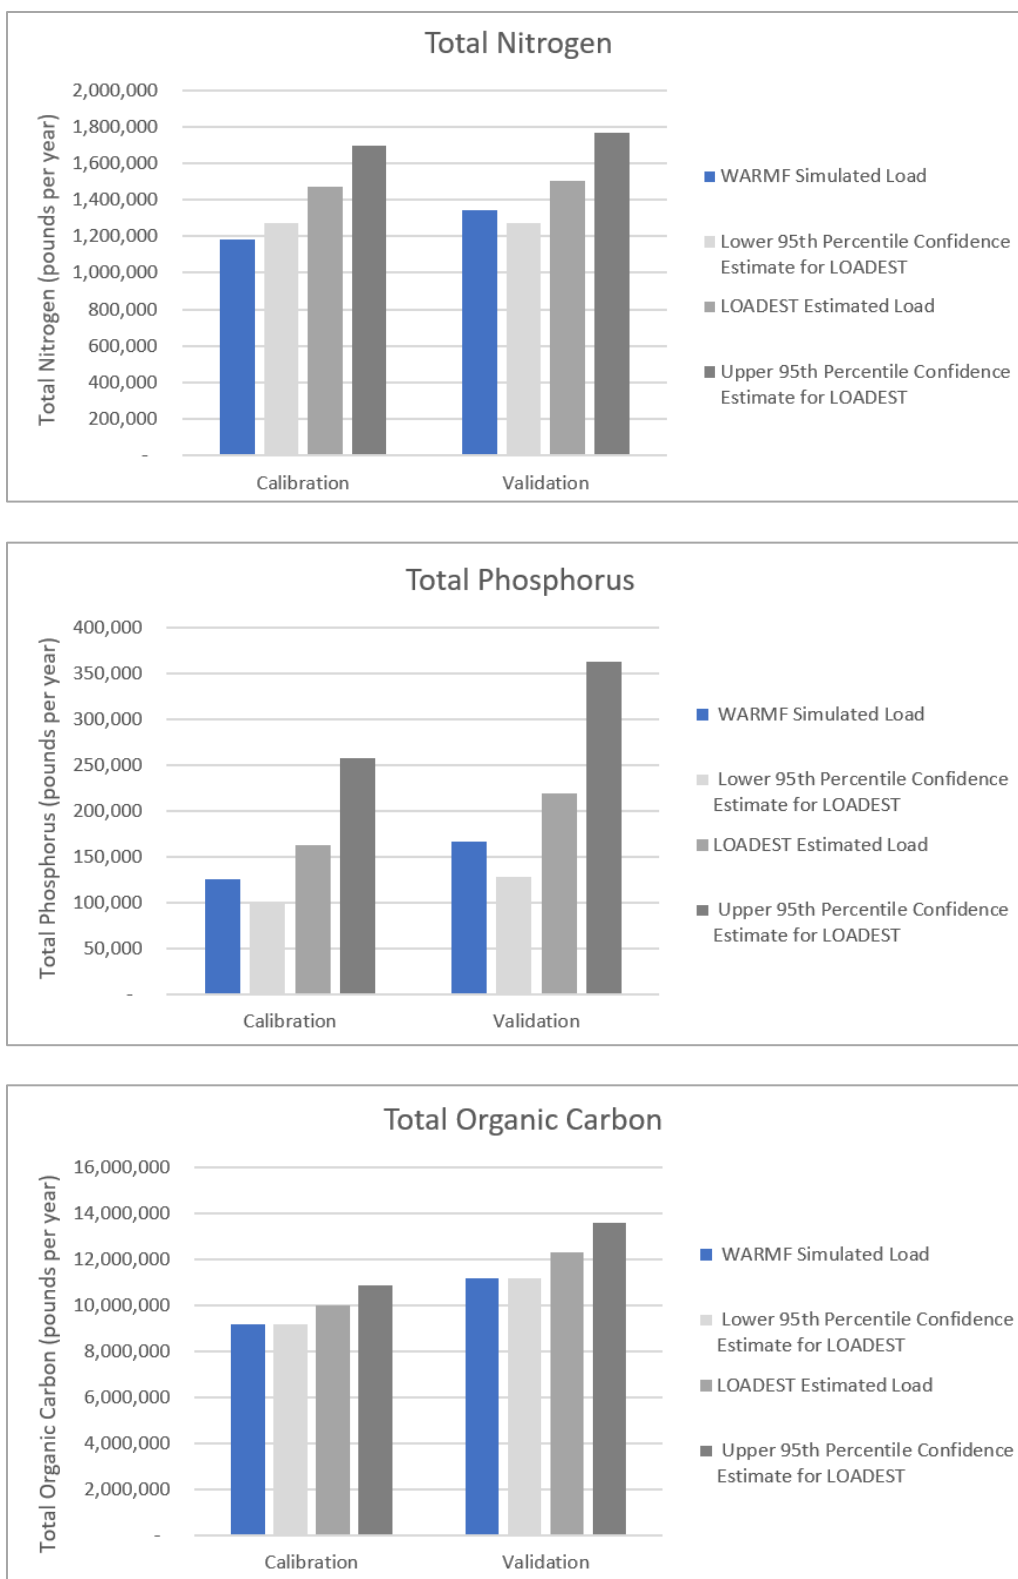 Total Nitrogen
Total Nitrogen (pounds per year)
2,000,000
1,800,000
1,600,000
1,400,000
1,200,000
1,000,000
800,000
600,000
400,000
200,000
-
Calibration
Validation
WARMF Simulated Load
Lower 95th Percentile Confidence
Estimate for LOADEST
LOADEST Estimated Load
Upper 95th Percentile Confidence
Estimate for LOADEST
Total Phosphorus
Total Phosphorus (pounds per year)
400,000
350,000
300,000
250,000
200,000
150,000
100,000
50,000
-
Calibration
Validation
WARMF Simulated Load
Lower 95th Percentile Confidence
Estimate for LOADEST
LOADEST Estimated Load
Upper 95th Percentile Confidence
Estimate for LOADEST
Total Organic Carbon
Total Organic Carbon (pounds per year)
16,000,000
14,000,000
12,000,000
10,000,000
8,000,000
6,000,000
4,000,000
2,000,000
-
Calibration
Validation
WARMF Simulated Load
Lower 95th Percentile Confidence
Estimate for LOADEST
LOADEST Estimated Load
Upper 95th Percentile Confidence
Estimate for LOADEST